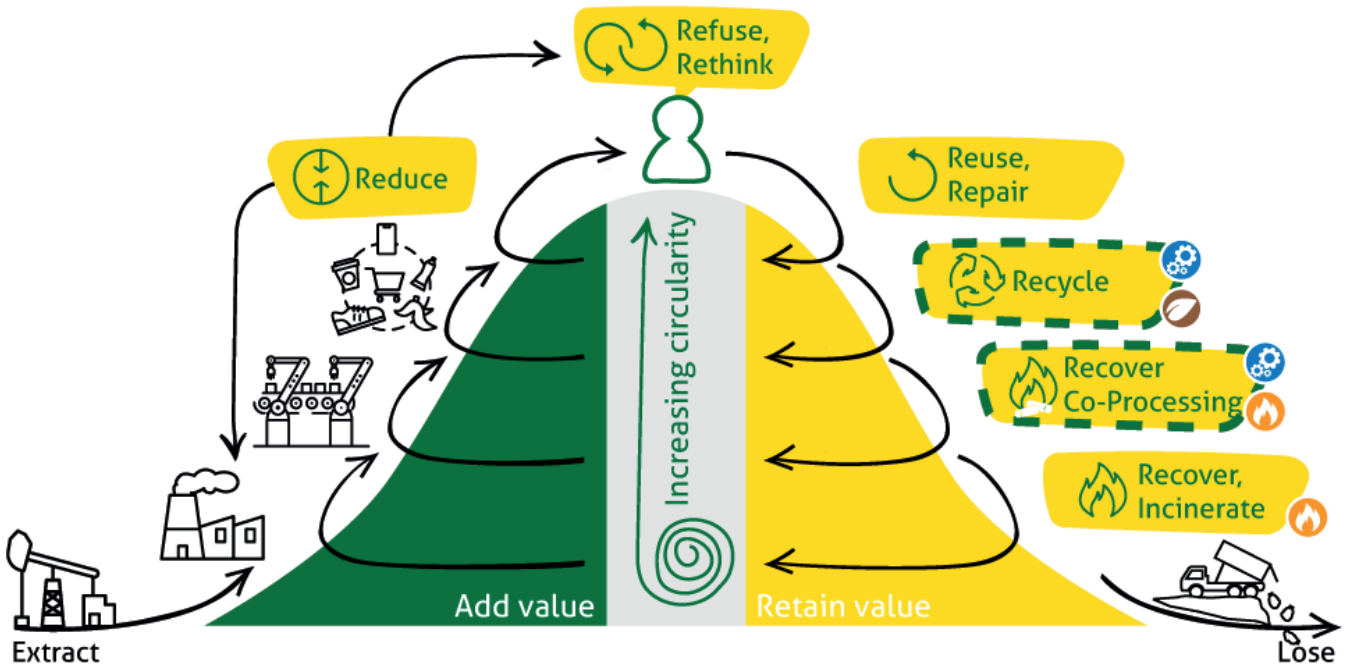 Refuse,
Rethink
Reduce
Reuse,
Repair
Recycle
Recover
Co-Processing
Recover,
Incinerate
Increasing circularity
Add value
Retain value
Extract
Lose